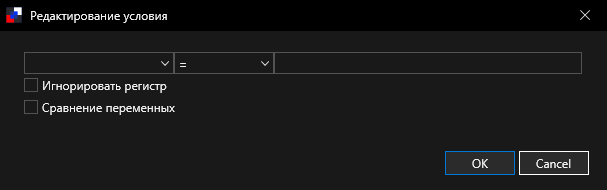 Редактирование условия
=
Игнорировать регистр
Сравнение переменных
OK Cancel